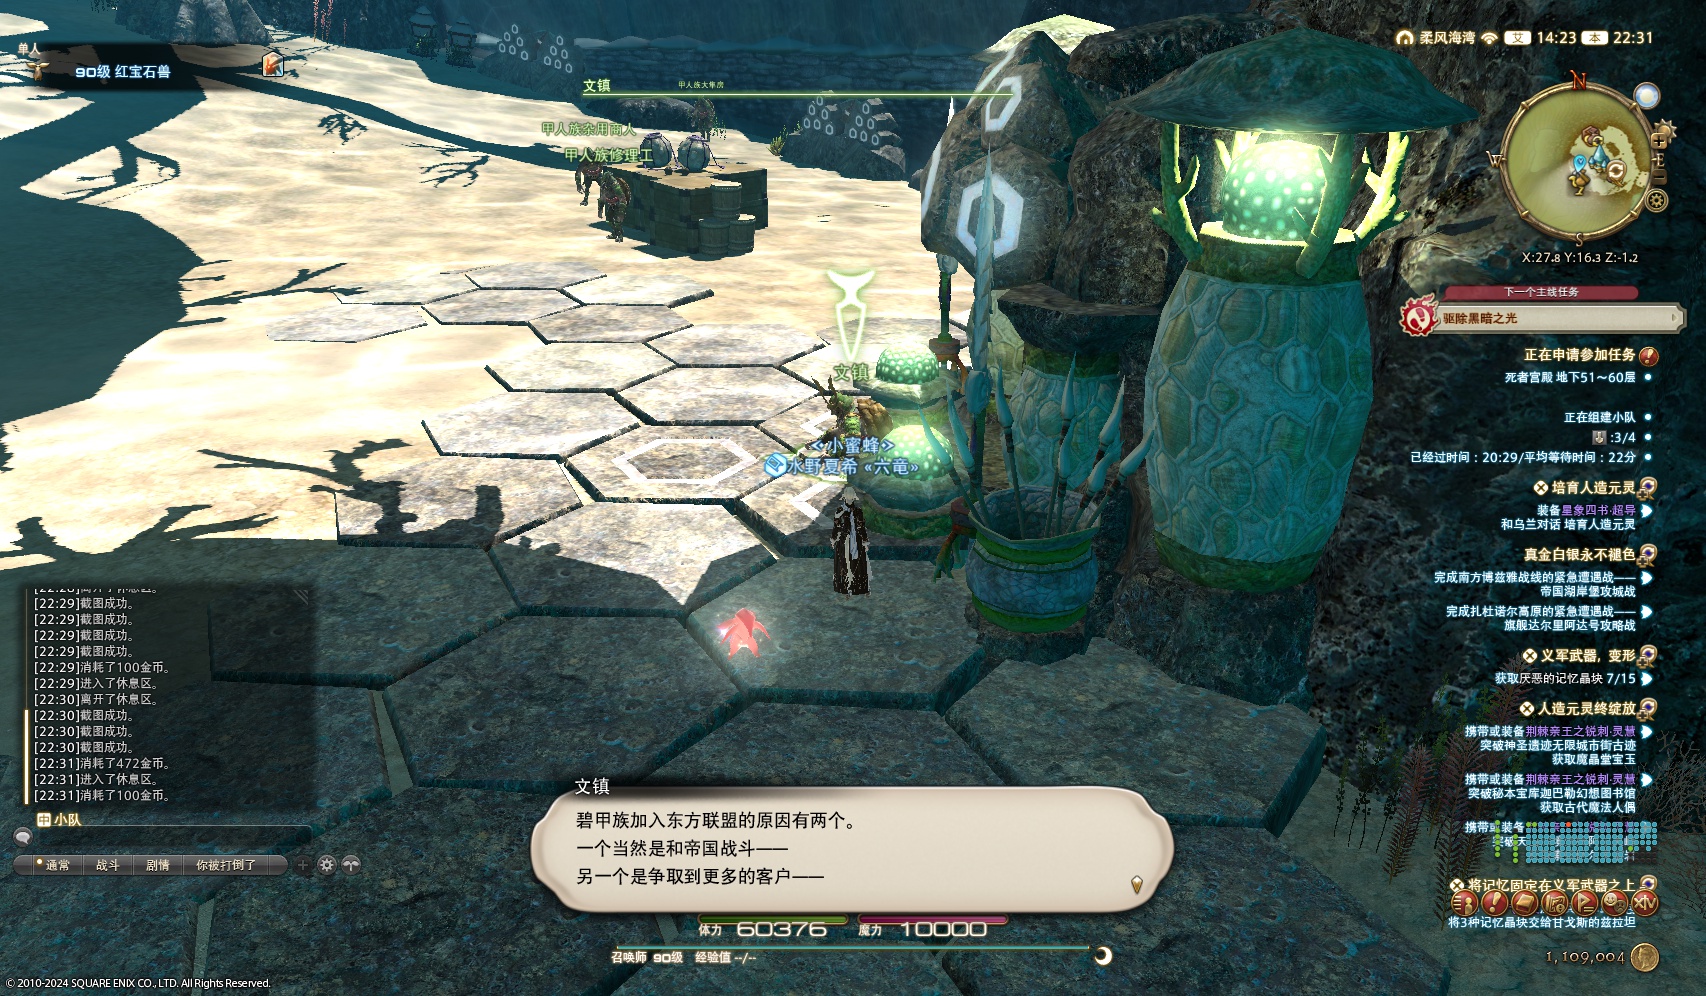 单人
90级 红宝石兽
文镇
甲人族大隼房
甲人族杂用商人
甲人族修理工
文镇
«小蜜蜂»
水野夏希 «六竜»
柔风海湾 艾 14:23 本 22:31
N
W
E
S
X:27.8 Y:16.3 Z:-1.2
下一个主线任务
驱除黑暗之光
正在申请参加任务
死者宫殿 地下51～60层
正在组建小队
:3/4
已经过时间：20:29/平均等待时间：22分
培育人造元灵
装备星象四书·超导
和乌兰对话 培育人造元灵
真金白银永不褪色
完成南方博兹雅战线的紧急遭遇战——
帝国湖岸堡攻城战
完成扎杜诺尔高原的紧急遭遇战——
旗舰达尔里阿达号攻略战
义军武器，变形
获取厌恶的记忆晶块 7/15
人造元灵终绽放
携带或装备荆棘亲王之锐刺·灵慧
突破神圣遗迹无限城市街古迹
获取魔晶堂宝玉
携带或装备荆棘亲王之锐刺·灵慧
突破秘本宝库迦巴勒幻想图书馆
获取古代魔法人偶
携带或装备
将记忆固定在义军武器之上
将3种记忆晶块交给甘戈斯的兹拉坦
1,109,004
[22:29]截图成功。
[22:29]截图成功。
[22:29]截图成功。
[22:29]截图成功。
[22:29]消耗了100金币。
[22:29]进入了休息区。
[22:30]离开了休息区。
[22:30]截图成功。
[22:30]截图成功。
[22:30]截图成功。
[22:31]消耗了472金币。
[22:31]进入了休息区。
[22:31]消耗了100金币。
小队
通常 战斗 剧情 你被打倒了
文镇
碧甲族加入东方联盟的原因有两个。
一个当然是和帝国战斗——
另一个是争取到更多的客户——
体力 60376 魔力 10000
召唤师 90级 经验值 --/--
© 2010-2024 SQUARE ENIX CO., LTD. All Rights Reserved.